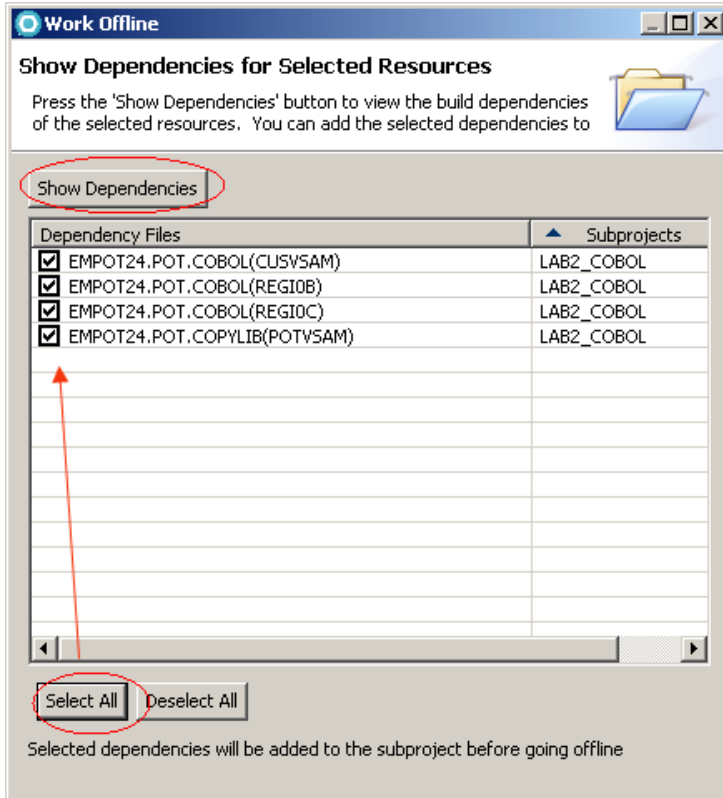 Work Offline
Show Dependencies for Selected Resources
Press the 'Show Dependencies' button to view the build dependencies
of the selected resources.  You can add the selected dependencies to
Show Dependencies
Dependency Files Subprojects
EMPOT24.POT.COBOL(CUSVSAM) LAB2_COBOL
EMPOT24.POT.COBOL(REGI0B) LAB2_COBOL
EMPOT24.POT.COBOL(REGI0C) LAB2_COBOL
EMPOT24.POT.COPYLIB(POTVSAM) LAB2_COBOL
Select All Deselect All
Selected dependencies will be added to the subproject before going offline